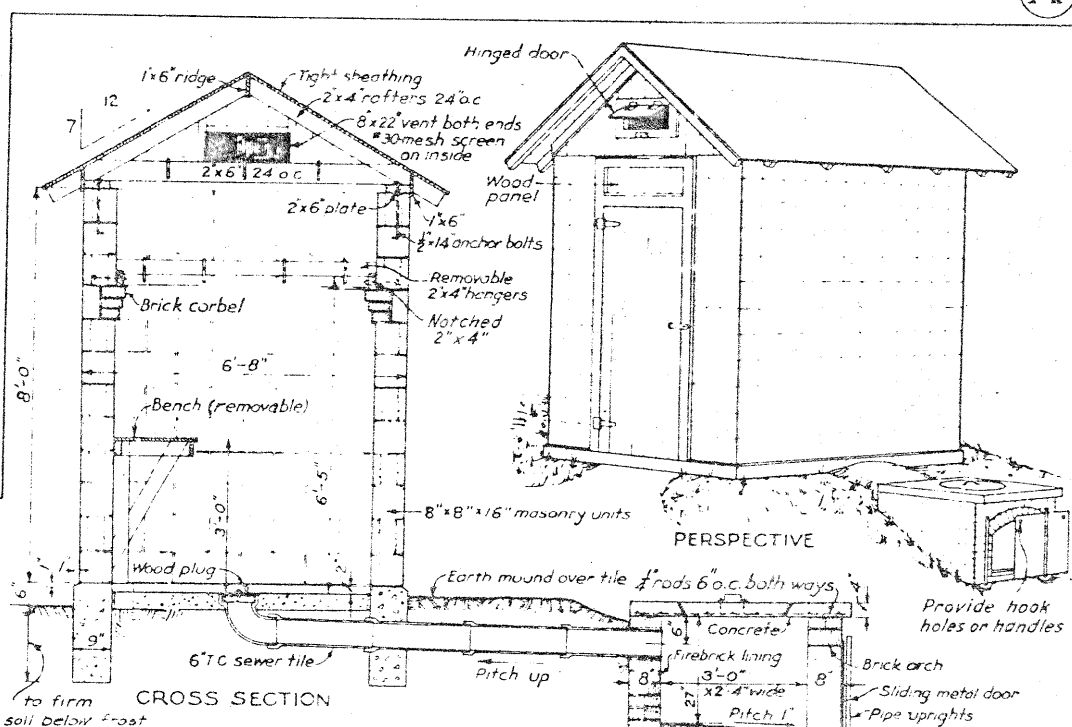 1"x6" ridge
12
7
Tight sheathing
2"x4" rafters 24" o.c
8"x22" vent both ends
#30-mesh screen
on inside
2"x6" 24 o c
2"x6" plate
1"x6"
½"x14" anchor bolts
Removable
2"x4" hangers
Notched
2" x 4"
Brick corbel
6'-8"
8'-0"
Bench (removable)
6'-5"
3'-0"
8"x8"x16" masonry units
Wood plug
2"
6"
9"
6" T C sewer tile
Pitch up
to firm
soil below frost
CROSS SECTION
Hinged door
Wood
panel
PERSPECTIVE
Earth mound over tile
¼" rods 6" o.c. both ways
6"
Concrete
Firebrick lining
8"
3'-0"
x2'-4" wide
8"
27"
Pitch 1"
Provide hook
holes or handles
Brick arch
Sliding metal door
Pipe uprights